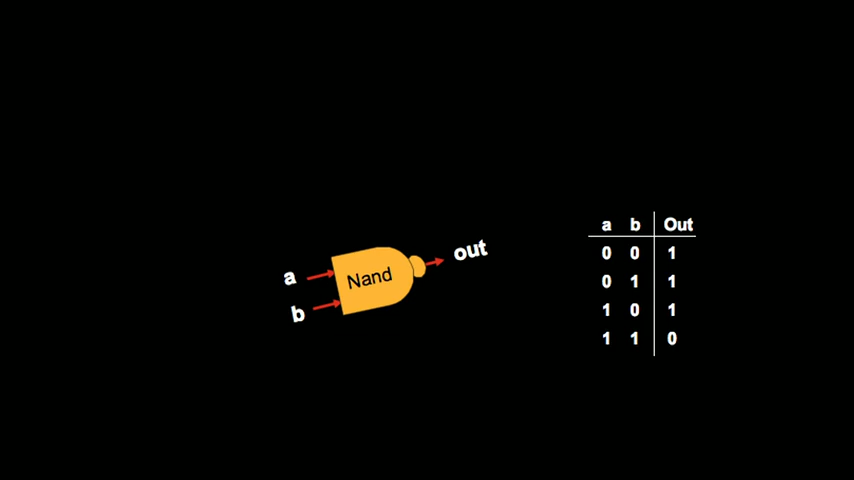 a
b
Nand
out
a b Out
0 0 1
0 1 1
1 0 1
1 1 0